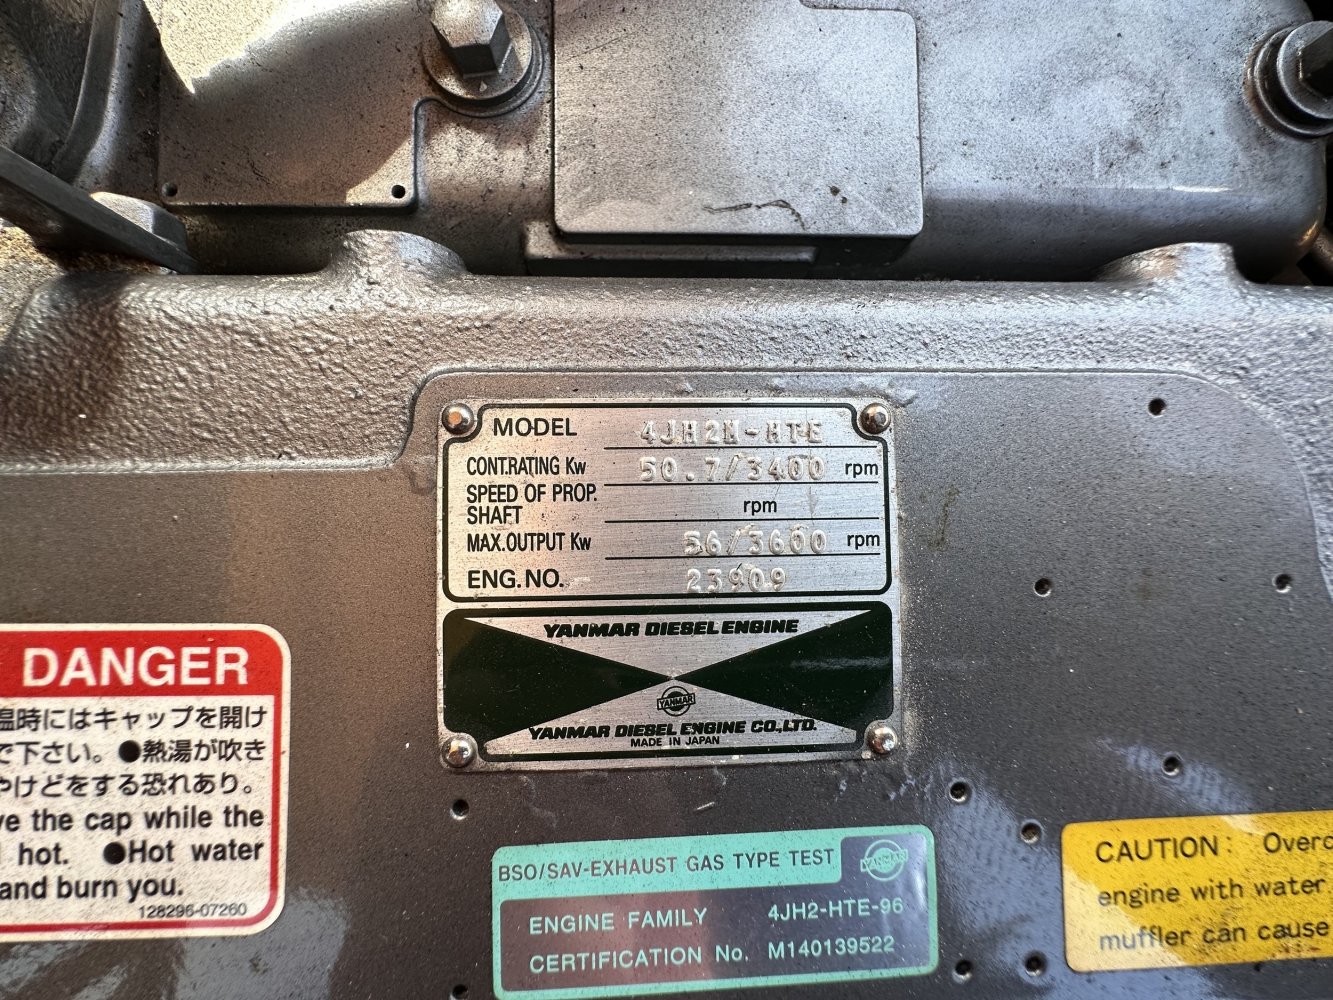 MODEL 4JH2M-HTE
CONT.RATING Kw 50.7/3400 rpm
SPEED OF PROP.
SHAFT rpm
MAX.OUTPUT Kw 56/3600 rpm
ENG.NO. 23909
YANMAR DIESEL ENGINE
YANMAR
YANMAR DIESEL ENGINE CO.,LTD.
MADE IN JAPAN
DANGER
温時にはキャップを開け
で下さい。●熱湯が吹き
やけどをする恐れあり。
ve the cap while the
hot. ●Hot water
and burn you.
128296-07260
BSO/SAV-EXHAUST GAS TYPE TEST YANMAR
ENGINE FAMILY 4JH2-HTE-96
CERTIFICATION No. M140139522
CAUTION: Overc
engine with water
muffler can cause